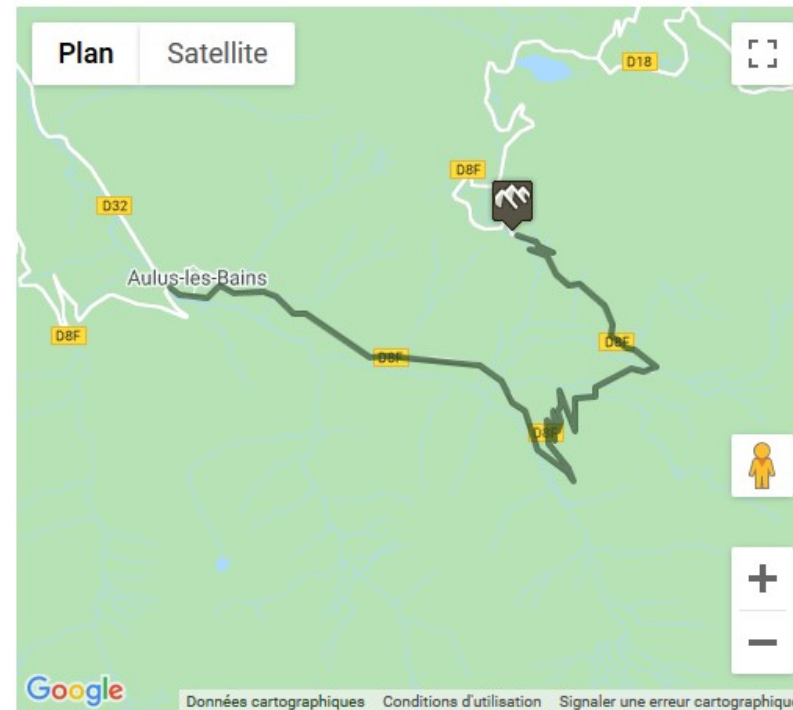 Plan
Satellite
D18
D8F
D32
Aulus-les-Bains
D8F
D8F
D8F
D8F
Google
Données cartographiques
Conditions d'utilisation
Signaler une erreur cartographique